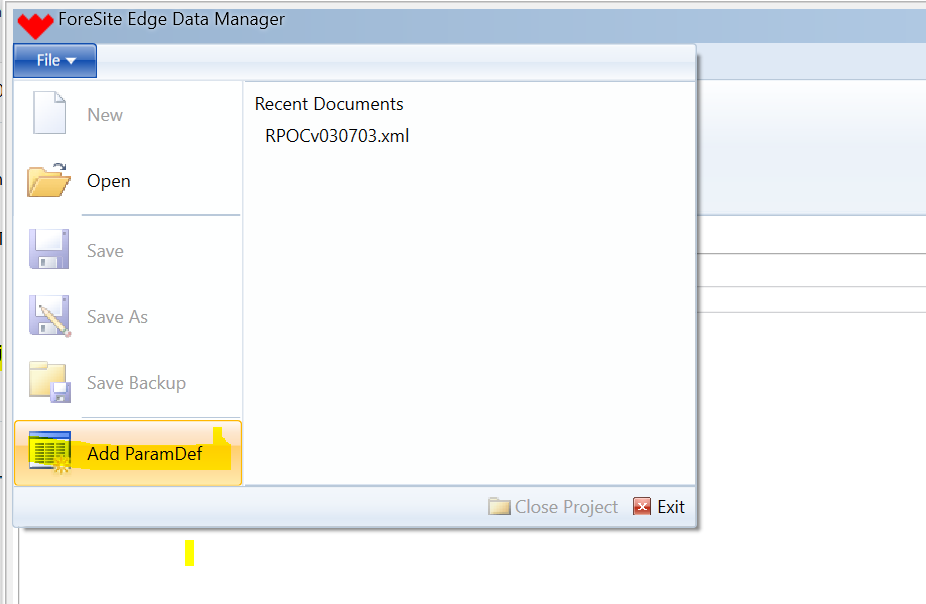 ForeSite Edge Data Manager
File
New
Open
Save
Save As
Save Backup
Add ParamDef
Recent Documents
RPOCv030703.xml
Close Project
Exit